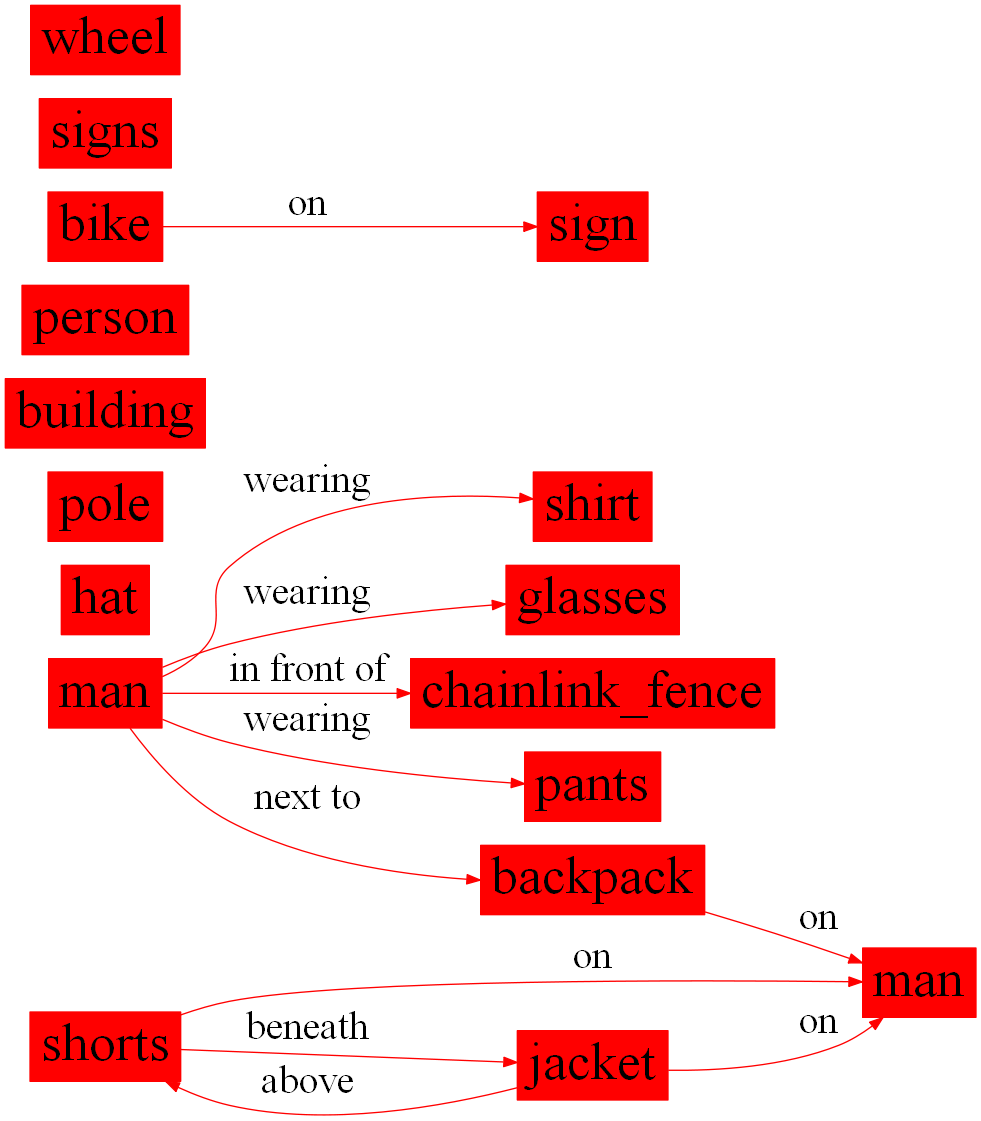 wheel
signs
bike
on
sign
person
building
pole
wearing
shirt
hat
wearing
glasses
man
in front of
chainlink_fence
wearing
pants
next to
backpack
on
on
man
shorts
beneath
on
jacket
above